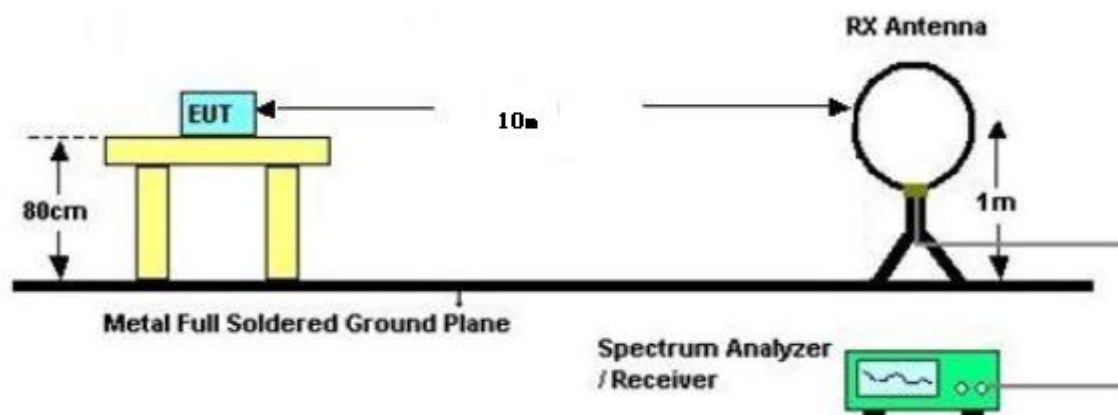 RX Antenna
EUT
10m
80cm
1m
Metal Full Soldered Ground Plane
Spectrum Analyzer
/ Receiver